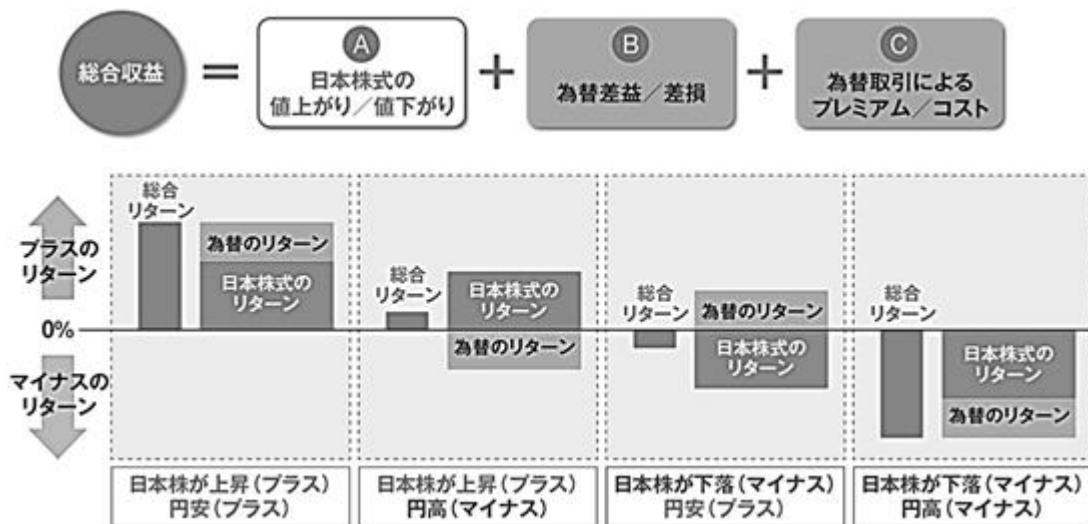 総合収益
=
A
日本株式の
値上がり/値下がり
+
B
為替差益/差損
+
C
為替取引による
プレミアム/コスト
プラスの
リターン
0%
マイナスの
リターン
総合
リターン
為替のリターン
日本株式の
リターン
日本株が上昇(プラス)
円安(プラス)
総合
リターン
日本株式の
リターン
為替のリターン
日本株が上昇(プラス)
円高(マイナス)
総合
リターン
為替のリターン
日本株式の
リターン
日本株が下落(マイナス)
円安(プラス)
総合
リターン
日本株式の
リターン
為替のリターン
日本株が下落(マイナス)
円高(マイナス)